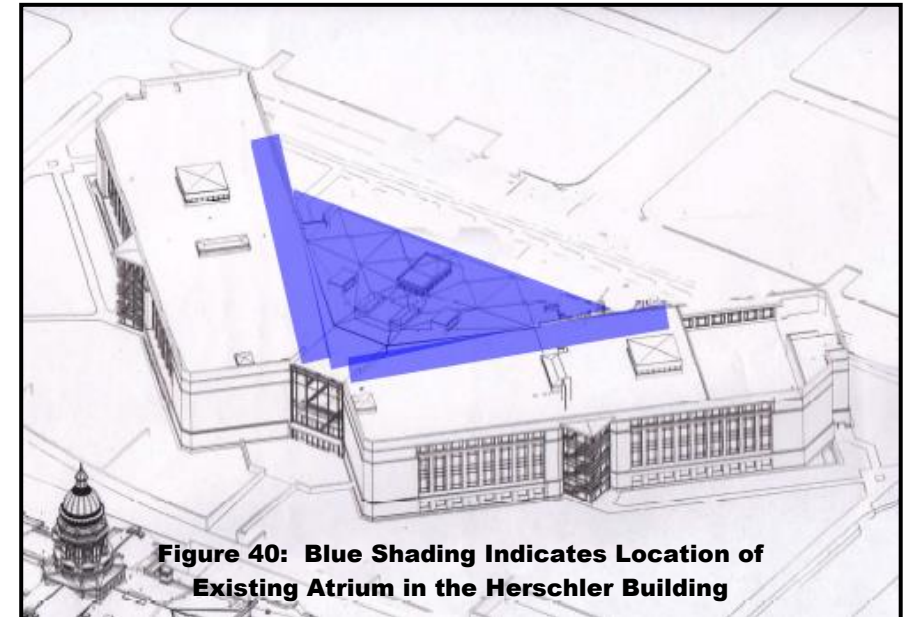 Figure 40:  Blue Shading Indicates Location of
Existing Atrium in the Herschler Building